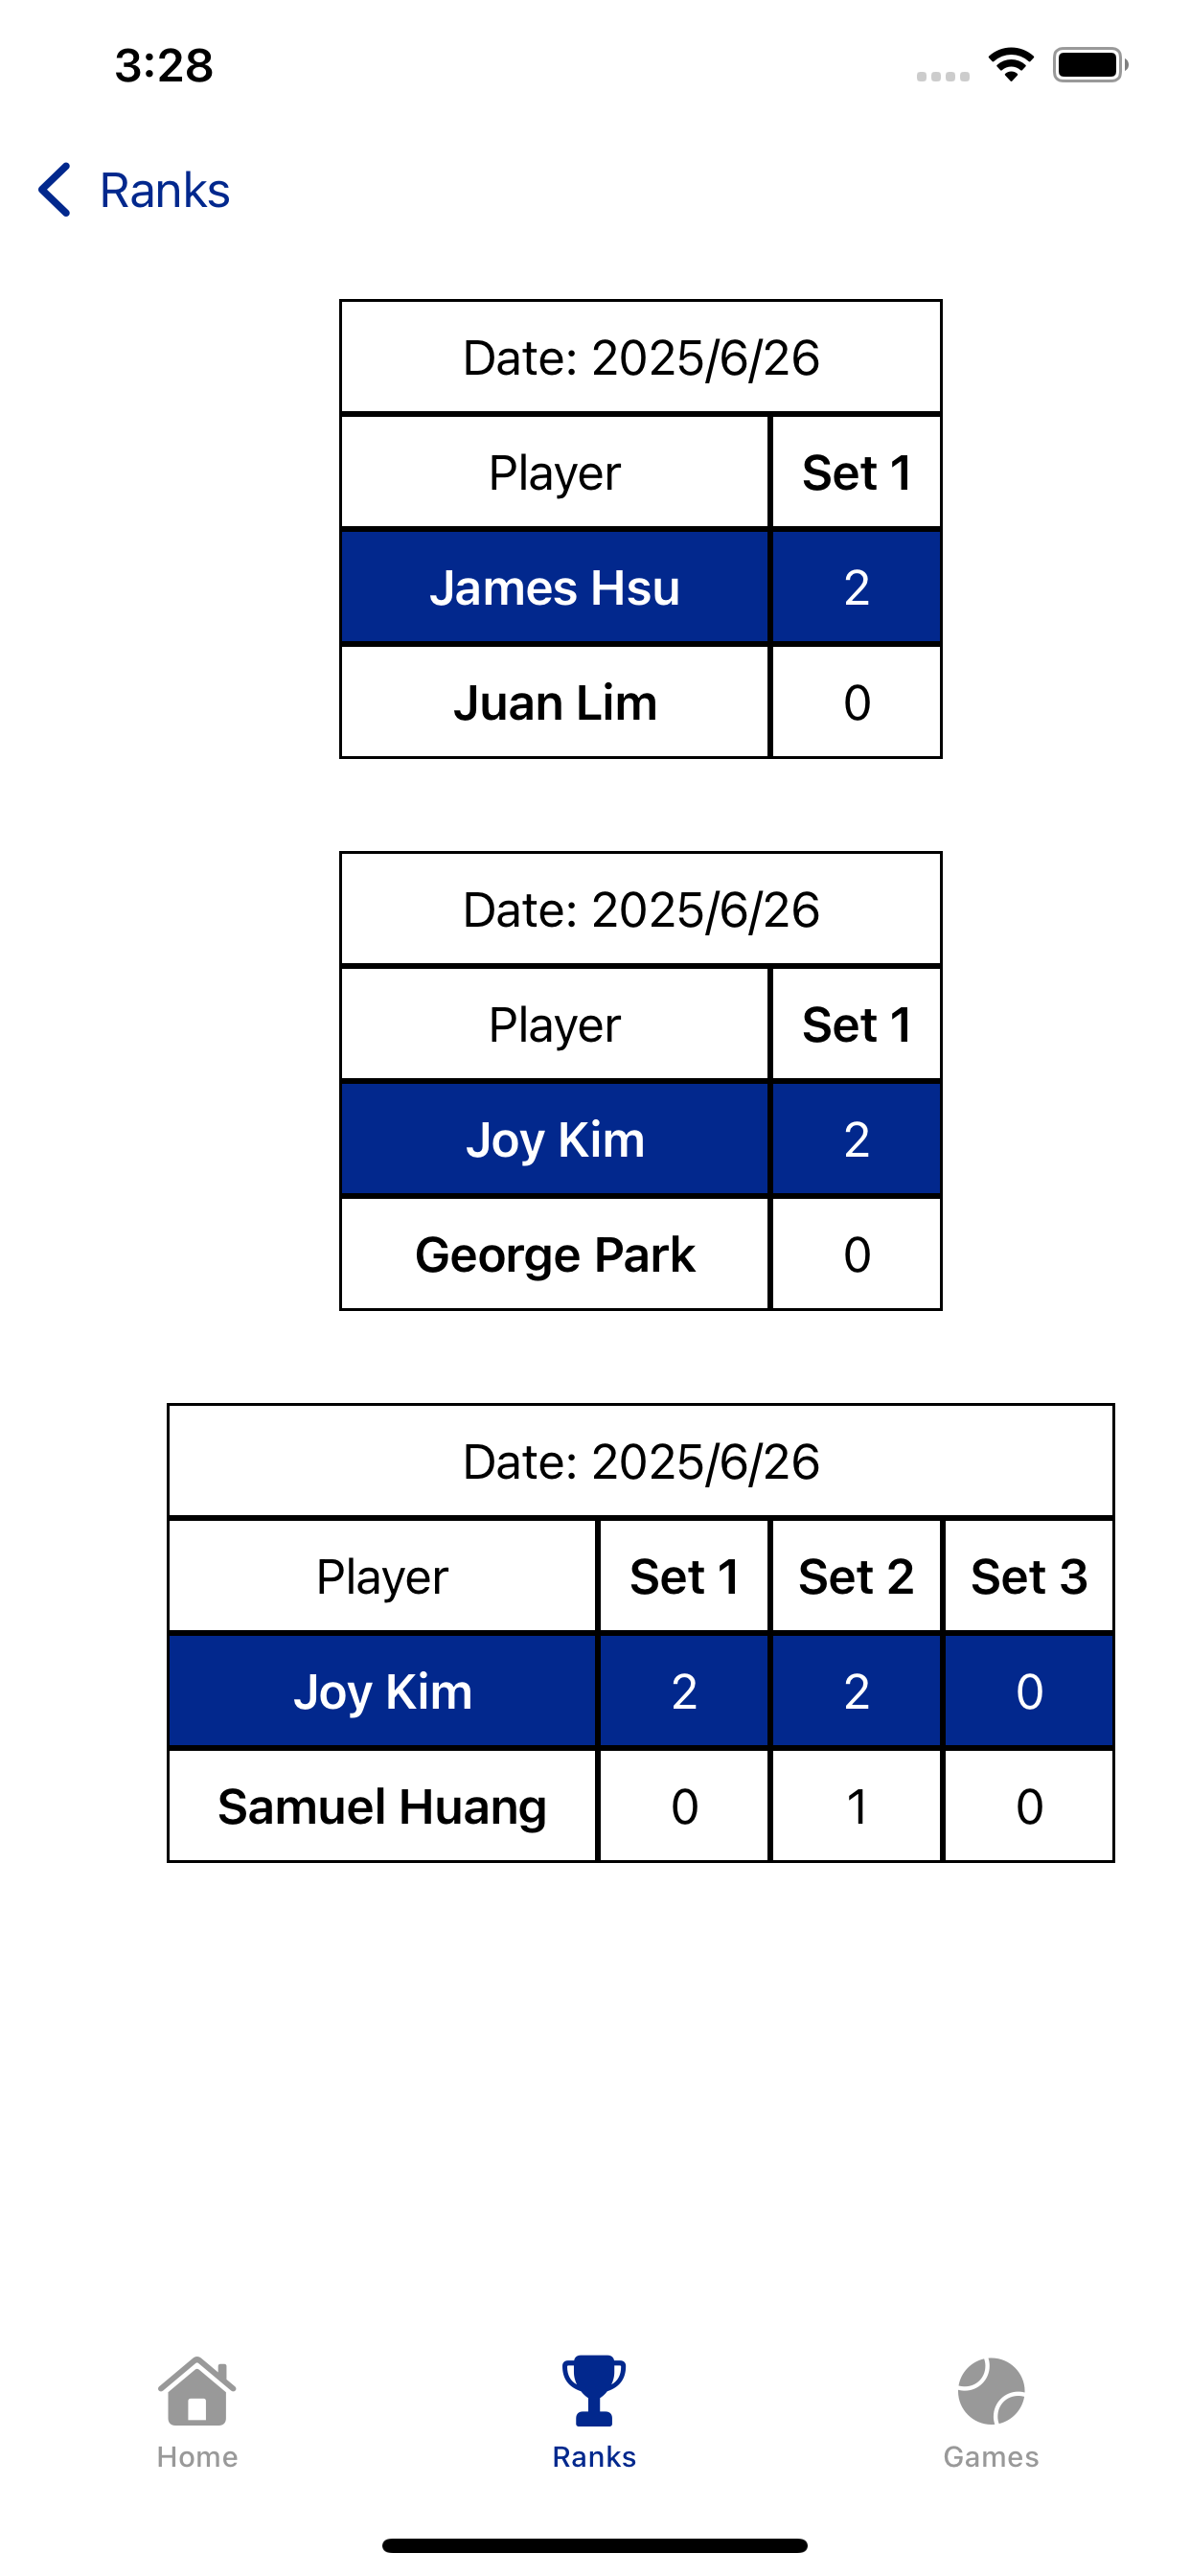 3:28
Ranks
Date: 2025/6/26
Player Set 1
James Hsu 2
Juan Lim 0
Date: 2025/6/26
Player Set 1
Joy Kim 2
George Park 0
Date: 2025/6/26
Player Set 1 Set 2 Set 3
Joy Kim 2 2 0
Samuel Huang 0 1 0
Home Ranks Games